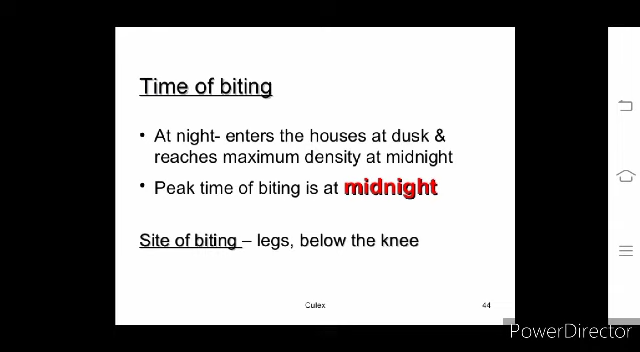 Time of biting
• At night- enters the houses at dusk &
reaches maximum density at midnight
• Peak time of biting is at midnight
Site of biting – legs, below the knee
Culex
44
PowerDirector